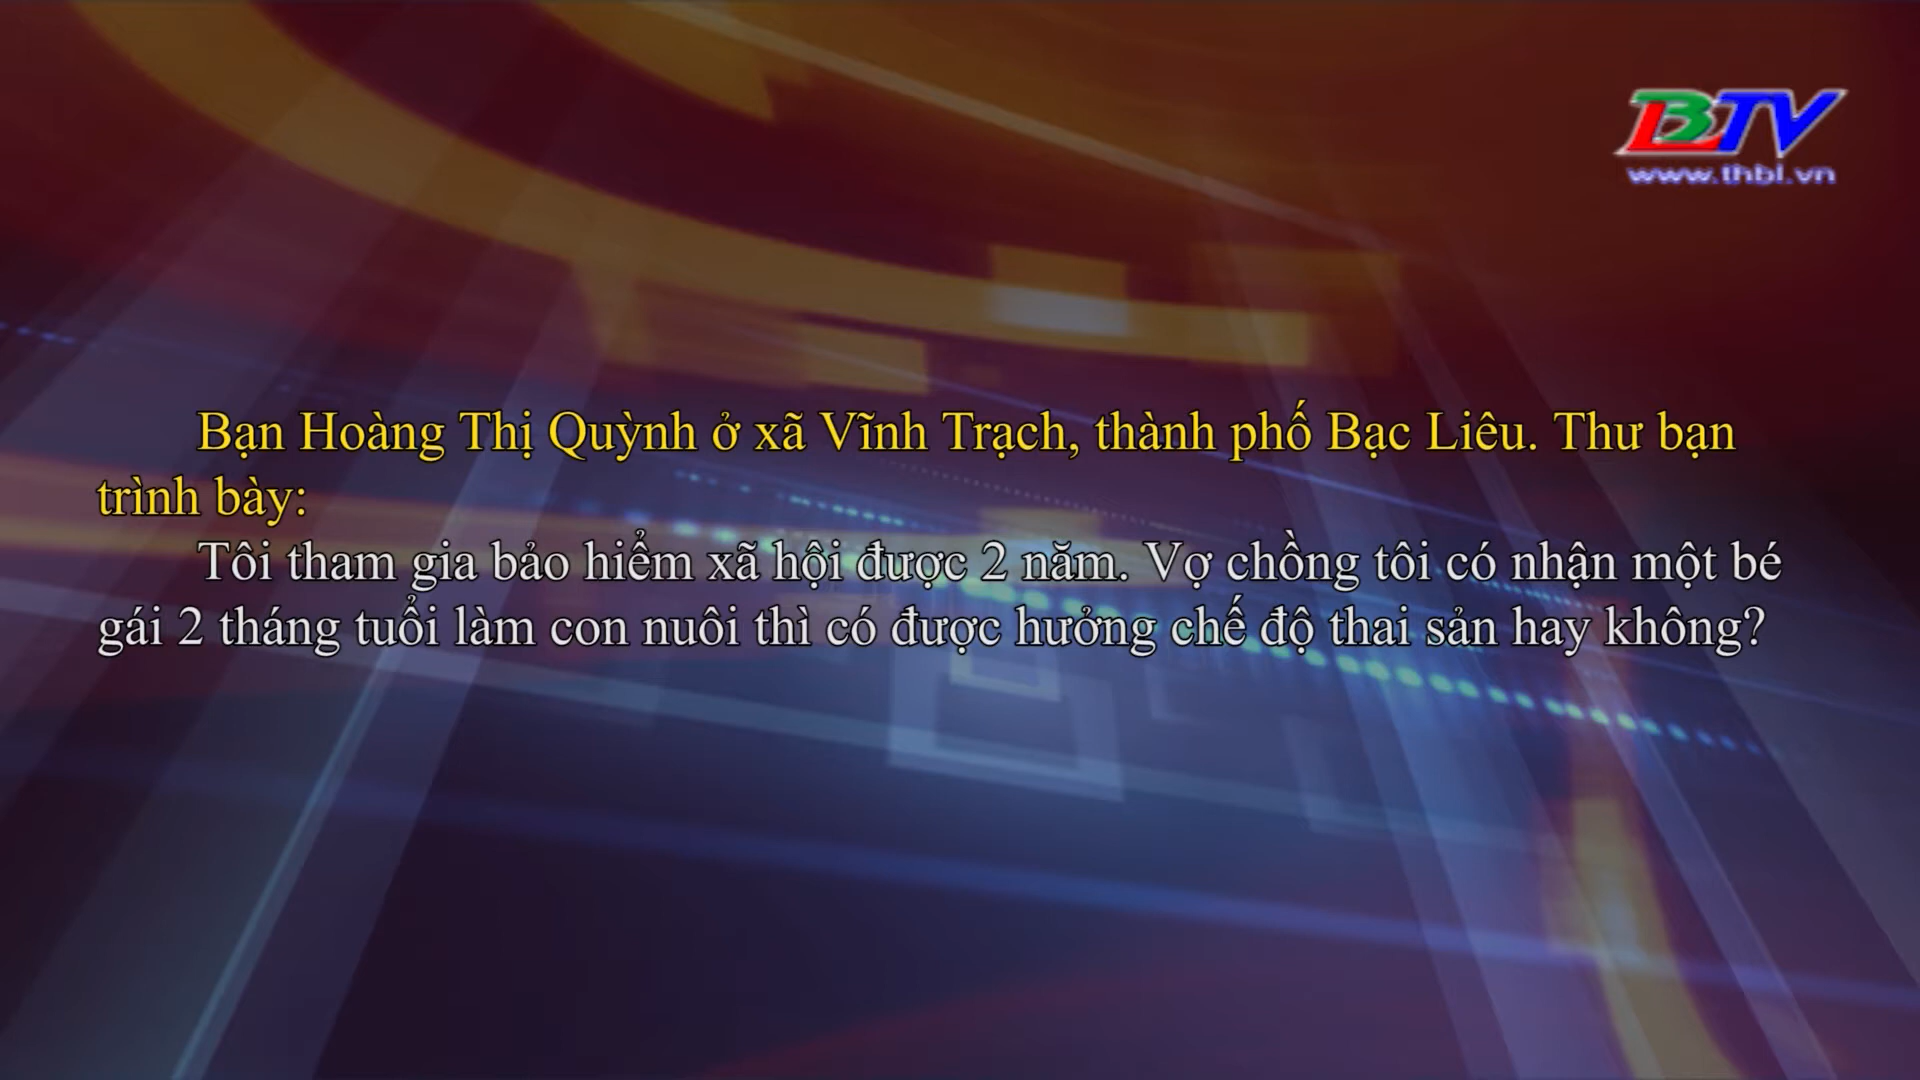 BTV
www.thbl.vn
Bạn Hoàng Thị Quỳnh ở xã Vĩnh Trạch, thành phố Bạc Liêu. Thư bạn
trình bày:
Tôi tham gia bảo hiểm xã hội được 2 năm. Vợ chồng tôi có nhận một bé
gái 2 tháng tuổi làm con nuôi thì có được hưởng chế độ thai sản hay không?